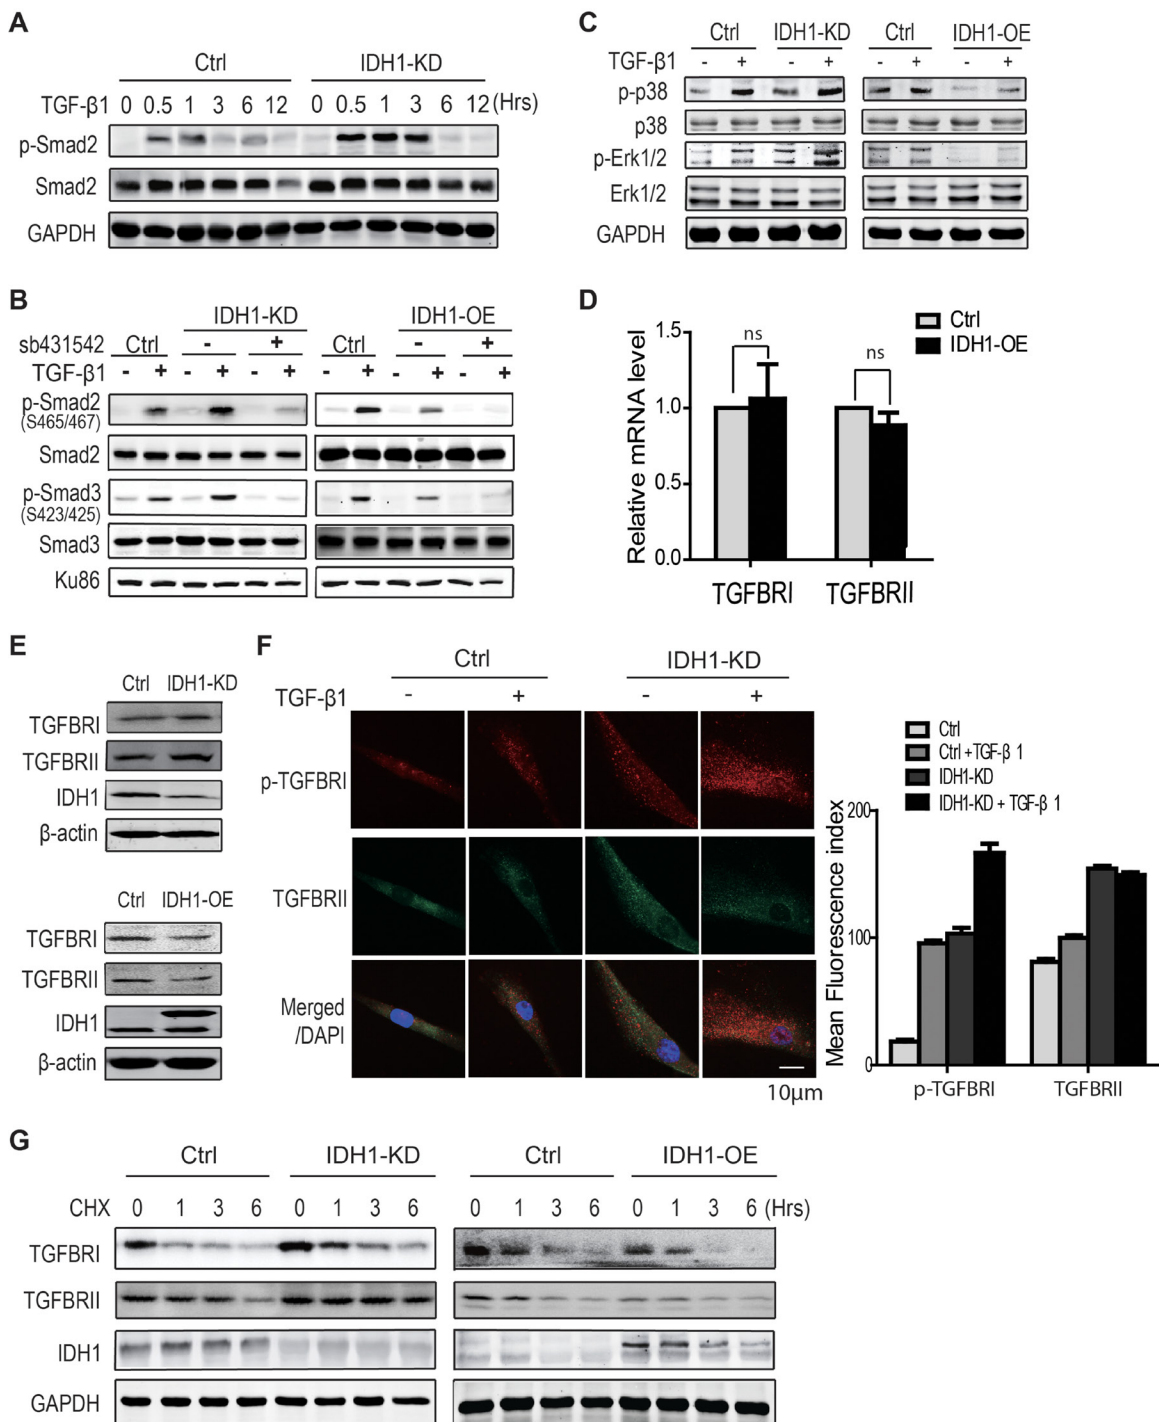 A
Ctrl IDH1-KD
TGF-β1 0 0.5 1 3 6 12 0 0.5 1 3 6 12 (Hrs)
p-Smad2
Smad2
GAPDH
B
IDH1-KD IDH1-OE
sb431542 Ctrl - + Ctrl - +
TGF-β1 - + - + - + - + - + - +
p-Smad2
(S465/467)
Smad2
p-Smad3
(S423/425)
Smad3
Ku86
C
Ctrl IDH1-KD Ctrl IDH1-OE
TGF-β1 - + - + - + - +
p-p38
p38
p-Erk1/2
Erk1/2
GAPDH
D
Relative mRNA level
1.5
1.0
0.5
0.0
ns
ns
Ctrl
IDH1-OE
TGFBRI TGFBRII
E
Ctrl IDH1-KD
TGFBRI
TGFBRII
IDH1
β-actin
Ctrl IDH1-OE
TGFBRI
TGFBRII
IDH1
β-actin
F
Ctrl IDH1-KD
TGF-β1 - + - +
p-TGFBRI
TGFBRII
Merged
/DAPI
10µm
Ctrl
Ctrl +TGF-β 1
IDH1-KD
IDH1-KD + TGF-β 1
Mean Fluorescence index
200
100
0
p-TGFBRI TGFBRII
G
Ctrl IDH1-KD Ctrl IDH1-OE
CHX 0 1 3 6 0 1 3 6 0 1 3 6 0 1 3 6 (Hrs)
TGFBRI
TGFBRII
IDH1
GAPDH